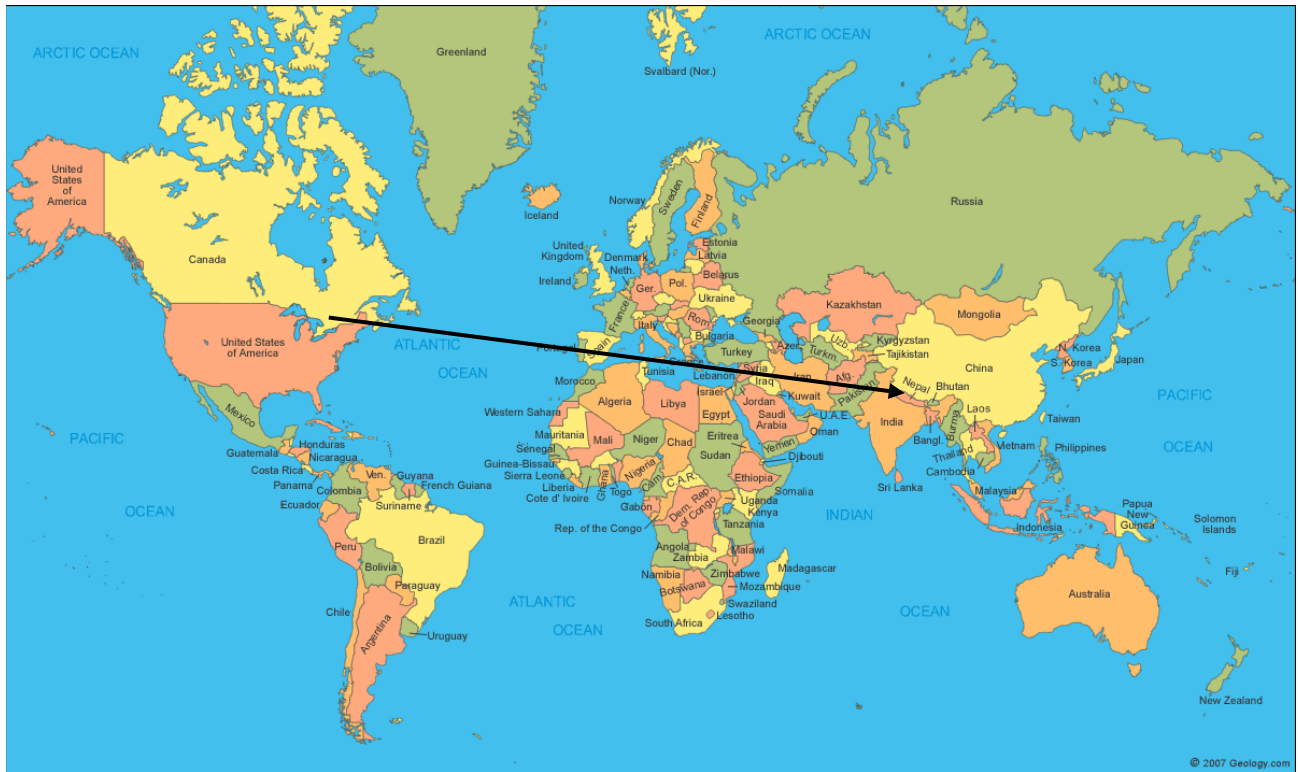 ARCTIC OCEAN
ARCTIC OCEAN
Greenland
Svalbard (Nor.)
United
States
of
America
Canada
Iceland
Norway
Sweden
Finland
Russia
Estonia
Latvia
Belarus
United
Kingdom
Ireland
Denmark
Neth.
Ger.
Pol.
Ukraine
France
Rom.
Italy
Bulgaria
Spain
Georgia
Kazakhstan
Mongolia
Uzb.
Kyrgyzstan
Turkm.
Tajikistan
Azer.
Turkey
N. Korea
S. Korea
Japan
China
United States
of America
ATLANTIC
OCEAN
Tunisia
Lebanon
Syria
Iraq
Iran
Afg.
Pakistan
Nepal
Bhutan
Morocco
Algeria
Libya
Israel
Egypt
Jordan
Kuwait
Saudi
Arabia
U.A.E.
Oman
Yemen
India
Bangl.
Burma
Laos
Thailand
Vietnam
Cambodia
Taiwan
Philippines
PACIFIC
OCEAN
PACIFIC
OCEAN
Mexico
Honduras
Guatemala
Nicaragua
Costa Rica
Panama
Ven.
Guyana
French Guiana
Suriname
Colombia
Ecuador
Brazil
Peru
Bolivia
Paraguay
Chile
Argentina
Uruguay
Western Sahara
Mauritania
Mali
Niger
Chad
Senegal
Guinea-Bissau
Sierra Leone
Liberia
Cote d' Ivoire
Ghana
Togo
Nigeria
Cam.
C.A.R.
Sudan
Eritrea
Djibouti
Ethiopia
Somalia
Gabon
Rep. of the Congo
Dem. Rep.
of Congo
Uganda
Kenya
Tanzania
Angola
Zambia
Malawi
Zimbabwe
Mozambique
Namibia
Botswana
Swaziland
Lesotho
South Africa
Madagascar
Sri Lanka
INDIAN
OCEAN
ATLANTIC
OCEAN
Malaysia
Indonesia
Papua
New
Guinea
Solomon
Islands
Fiji
Australia
New Zealand
© 2007 Geology.com